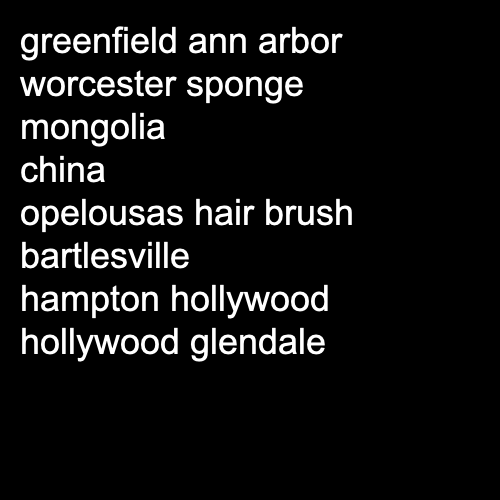 greenfield ann arbor
worcester sponge
mongolia
china
opelousas hair brush
bartlesville
hampton hollywood
hollywood glendale